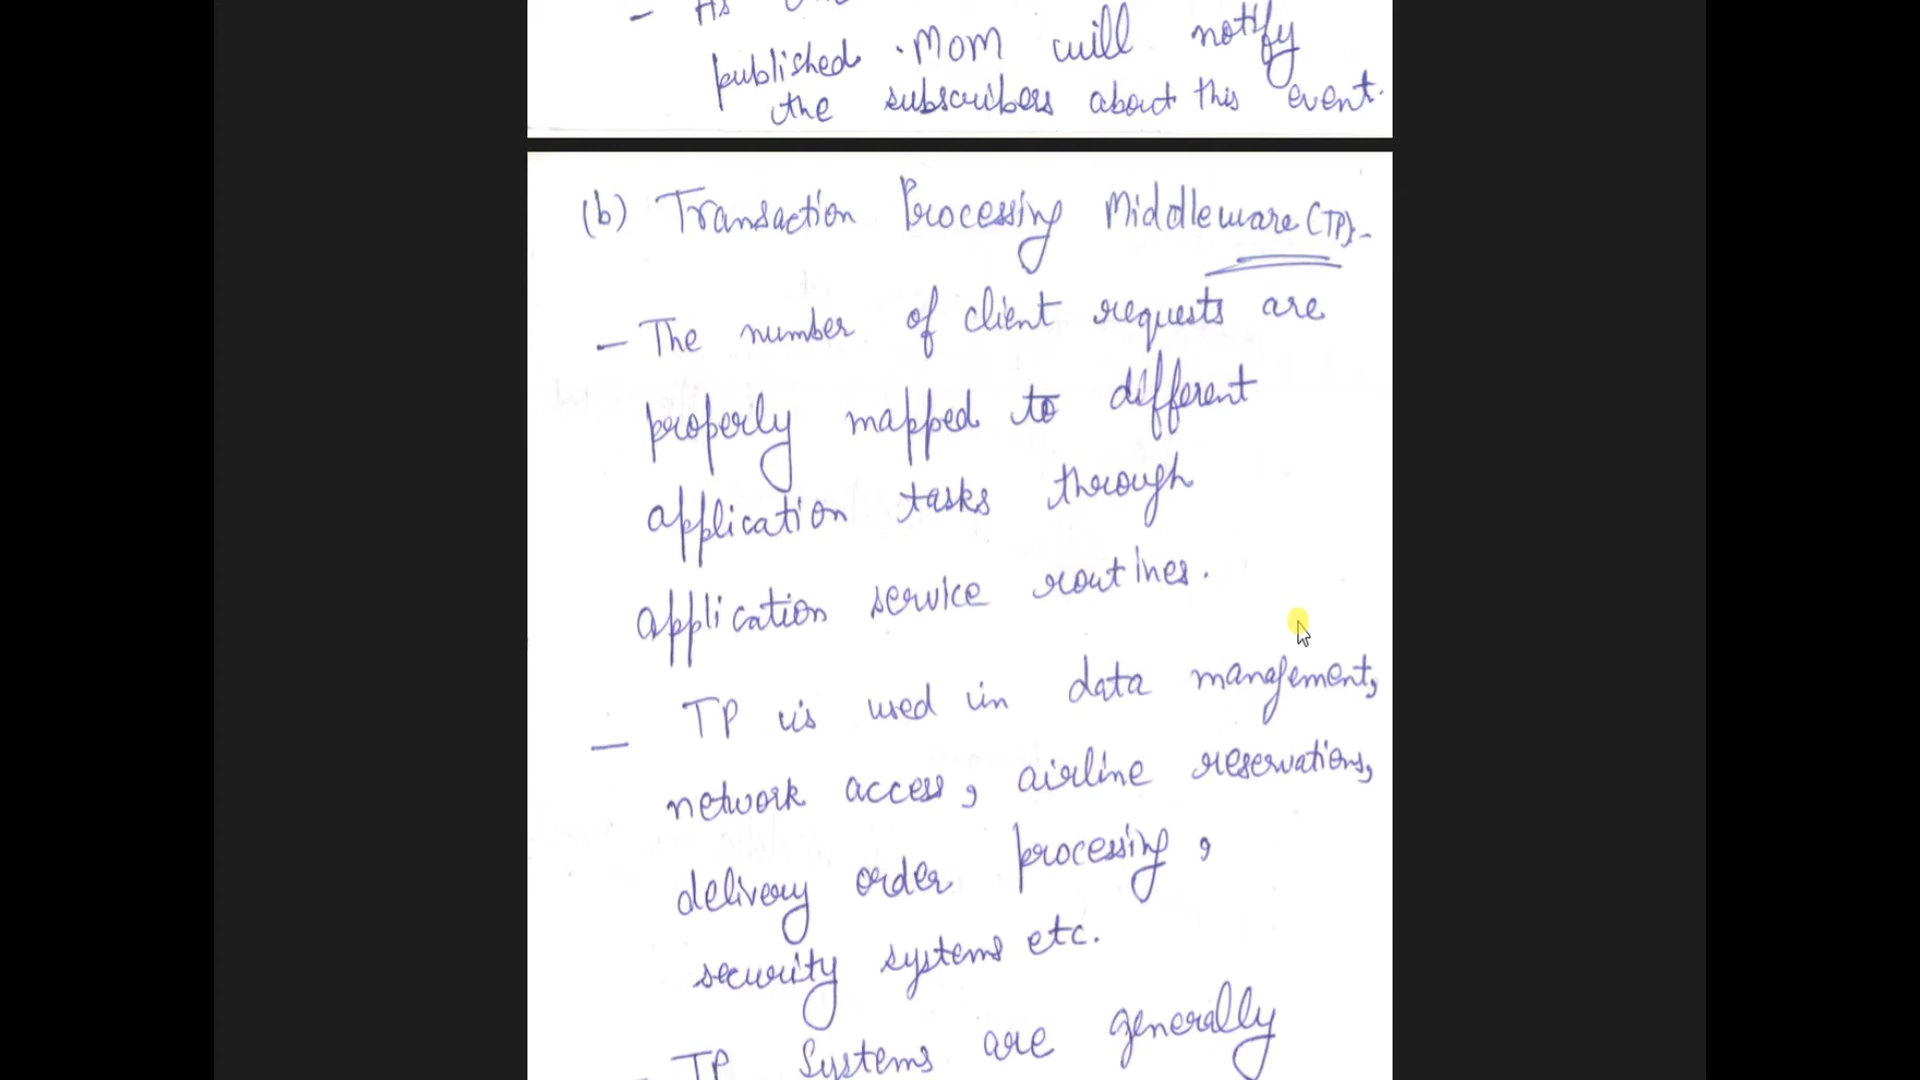 - As
published. MOM will notify
the subscribers about this event.
(b) Transaction Processing Middleware (TP) -
- The number of client requests are
properly mapped to different
application tasks through
application service routines.
- TP is used in data management,
network access, airline reservations,
delivery order processing,
security systems etc.
- TP Systems are generally